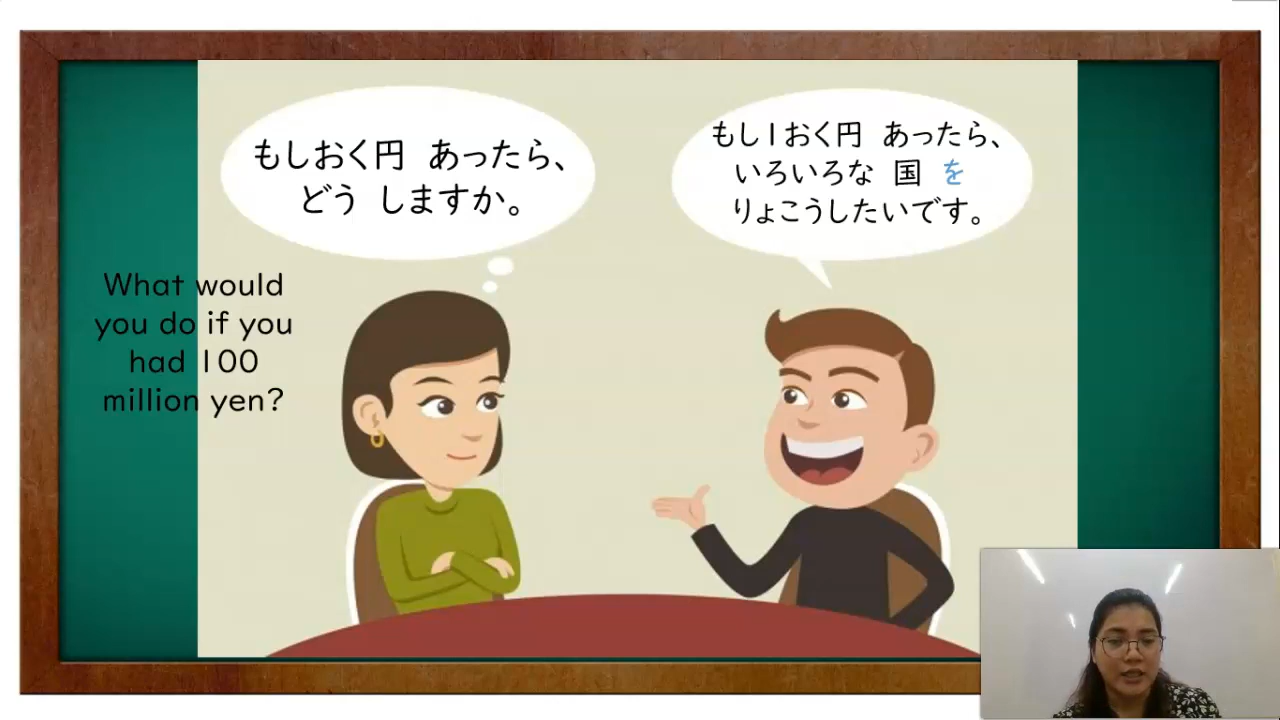 もしおく円 あったら、
どう しますか。
もし1おく円 あったら、
いろいろな 国 を
りょこうしたいです。
What would
you do if you
had 100
million yen?